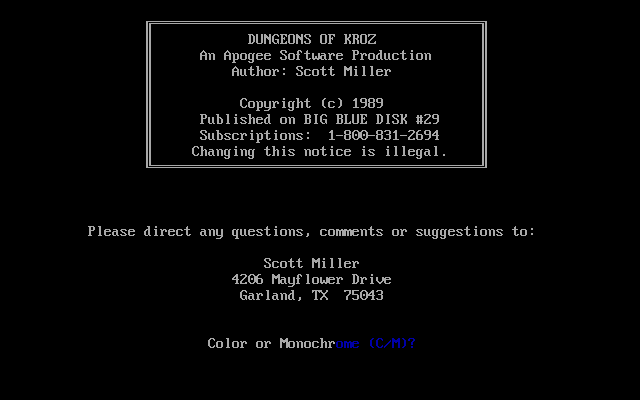 DUNGEONS OF KROZ
An Apogee Software Production
Author: Scott Miller
Copyright (c) 1989
Published on BIG BLUE DISK #29
Subscriptions:  1-800-831-2694
Changing this notice is illegal.
Please direct any questions, comments or suggestions to:
Scott Miller
4206 Mayflower Drive
Garland, TX  75043
Color or Monochrome (C/M)?